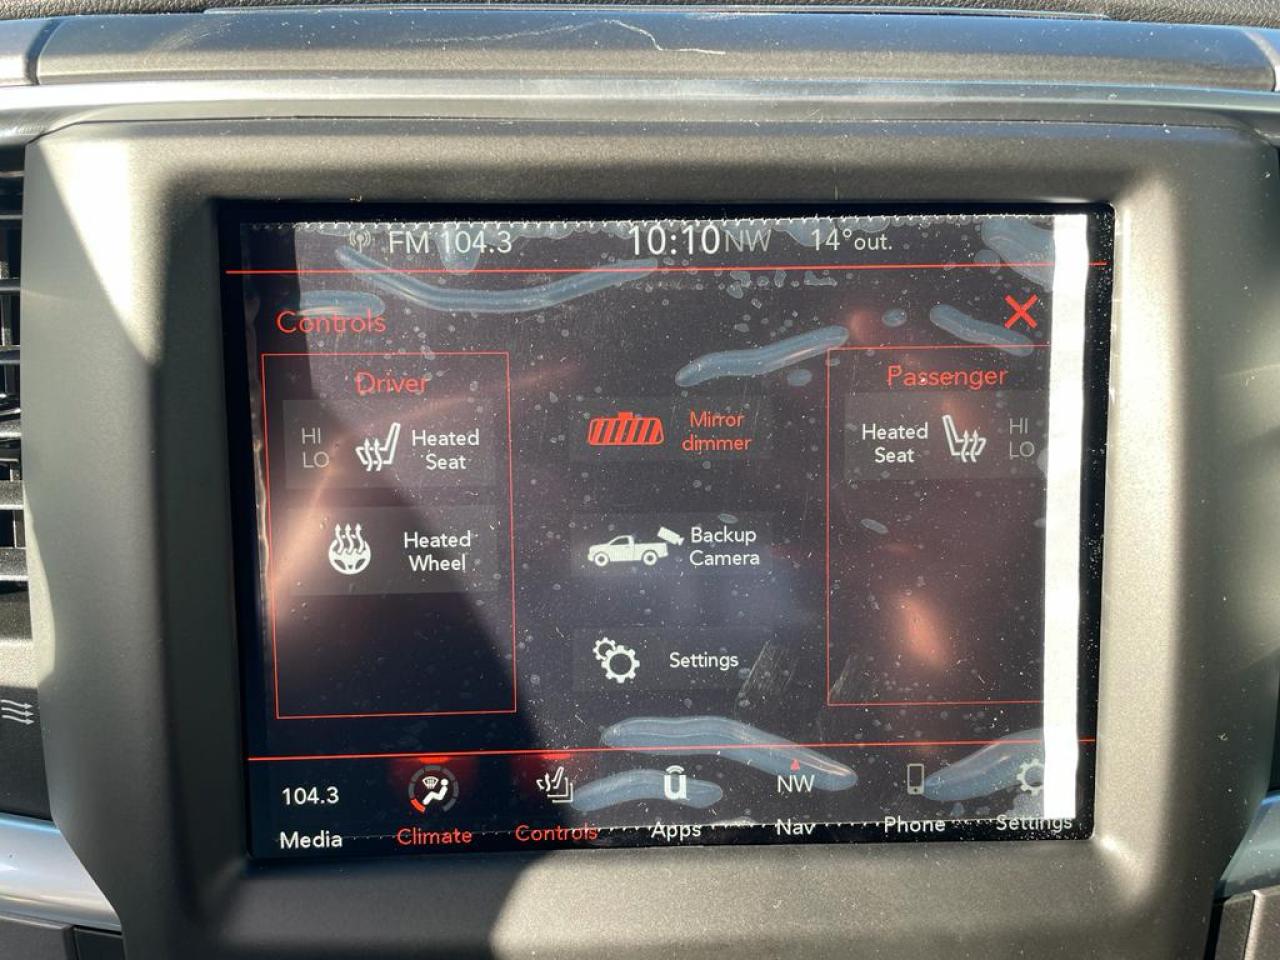 FM 104.3
10:10 NW
14° out.
Controls
Driver
HI
LO
Heated
Seat
Heated
Wheel
Mirror
dimmer
Backup
Camera
Settings
Passenger
Heated
Seat
HI
LO
104.3
NW
Media
Climate
Controls
Apps
Nav
Phone
Settings